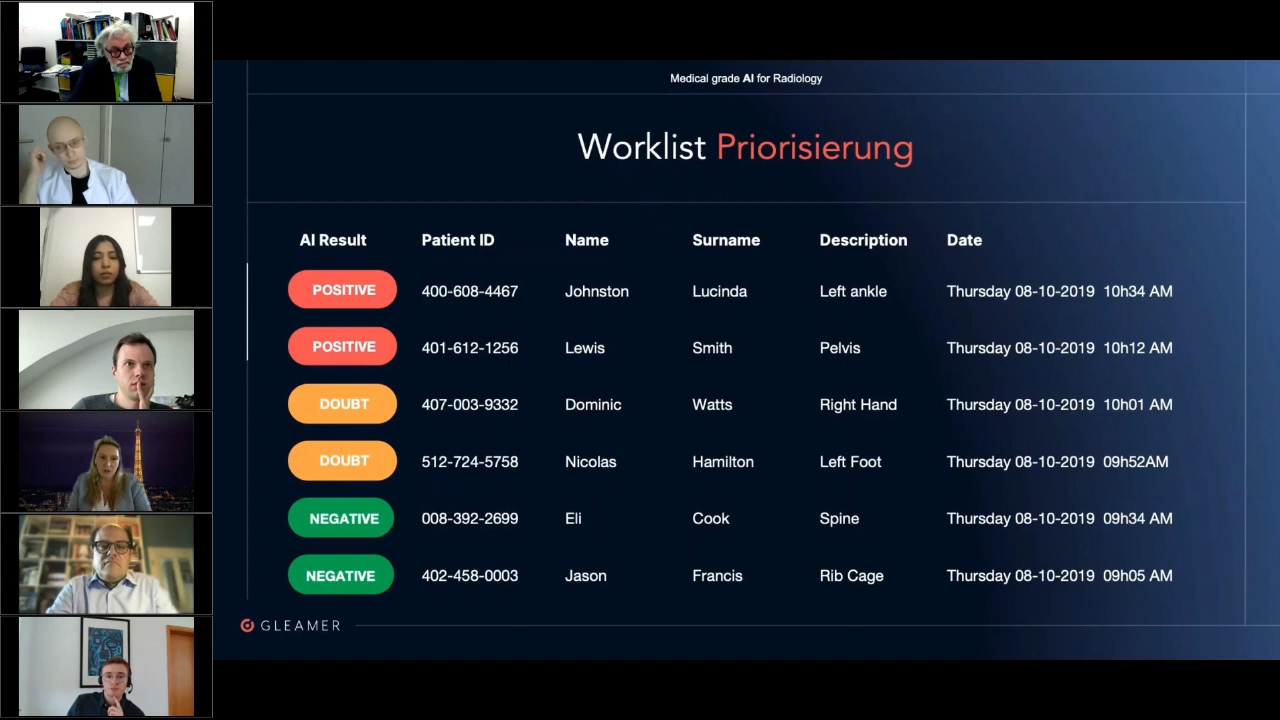 Medical grade AI for Radiology
Worklist Priorisierung
AI Result Patient ID Name Surname Description Date
POSITIVE 400-608-4467 Johnston Lucinda Left ankle Thursday 08-10-2019 10h34 AM
POSITIVE 401-612-1256 Lewis Smith Pelvis Thursday 08-10-2019 10h12 AM
DOUBT 407-003-9332 Dominic Watts Right Hand Thursday 08-10-2019 10h01 AM
DOUBT 512-724-5758 Nicolas Hamilton Left Foot Thursday 08-10-2019 09h52AM
NEGATIVE 008-392-2699 Eli Cook Spine Thursday 08-10-2019 09h34 AM
NEGATIVE 402-458-0003 Jason Francis Rib Cage Thursday 08-10-2019 09h05 AM
GLEAMER